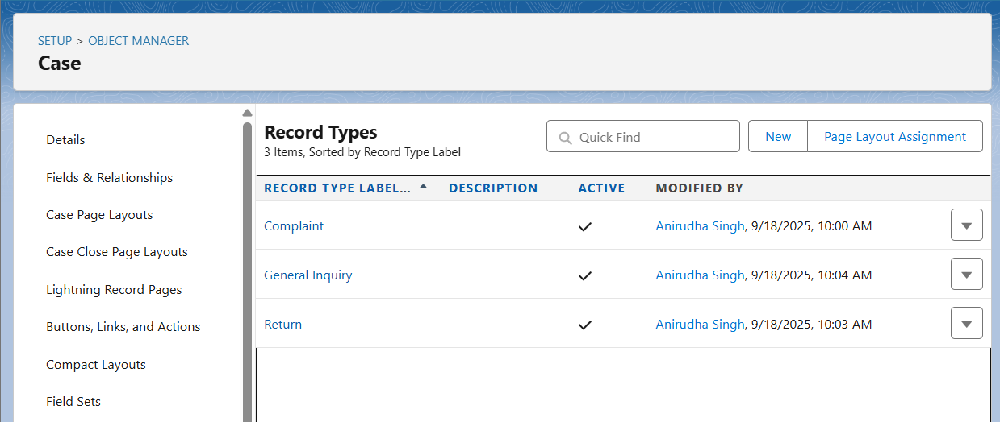 SETUP > OBJECT MANAGER
Case
Details
Fields & Relationships
Case Page Layouts
Case Close Page Layouts
Lightning Record Pages
Buttons, Links, and Actions
Compact Layouts
Field Sets
Record Types
3 Items, Sorted by Record Type Label
Quick Find
New
Page Layout Assignment
RECORD TYPE LABEL... DESCRIPTION ACTIVE MODIFIED BY
Complaint Anirudha Singh, 9/18/2025, 10:00 AM
General Inquiry Anirudha Singh, 9/18/2025, 10:04 AM
Return Anirudha Singh, 9/18/2025, 10:03 AM